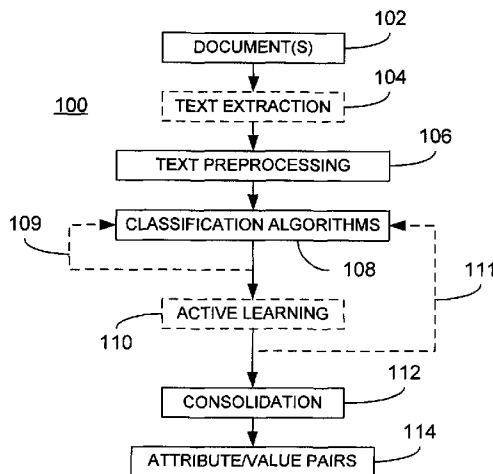 102
DOCUMENT(S)
100
104
TEXT EXTRACTION
106
TEXT PREPROCESSING
109
CLASSIFICATION ALGORITHMS
108
111
ACTIVE LEARNING
110
112
CONSOLIDATION
114
ATTRIBUTE/VALUE PAIRS